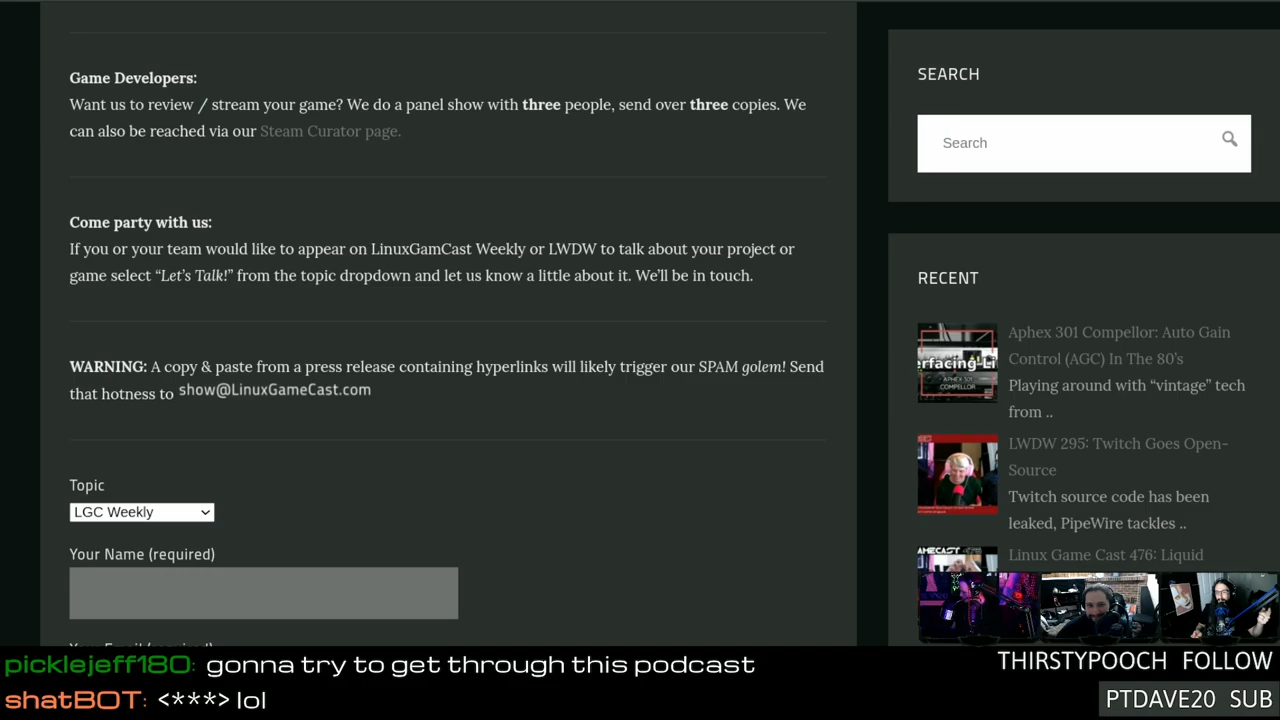 Game Developers:
Want us to review / stream your game? We do a panel show with three people, send over three copies. We
can also be reached via our Steam Curator page.
Come party with us:
If you or your team would like to appear on LinuxGamCast Weekly or LWDW to talk about your project or
game select “Let’s Talk!” from the topic dropdown and let us know a little about it. We’ll be in touch.
WARNING: A copy & paste from a press release containing hyperlinks will likely trigger our SPAM golem! Send
that hotness to show@LinuxGameCast.com
Topic
LGC Weekly
Your Name (required)
Your Email (required)
SEARCH
Search
RECENT
Aphex 301 Compellor: Auto Gain
Control (AGC) In The 80’s
Playing around with “vintage” tech
from ..
LWDW 295: Twitch Goes Open-
Source
Twitch source code has been
leaked, PipeWire tackles ..
Linux Game Cast 476: Liquid
picklejeff180: gonna try to get through this podcast
shatBOT: <***> lol
THIRSTYPOOCH FOLLOW
PTDAVE20 SUB